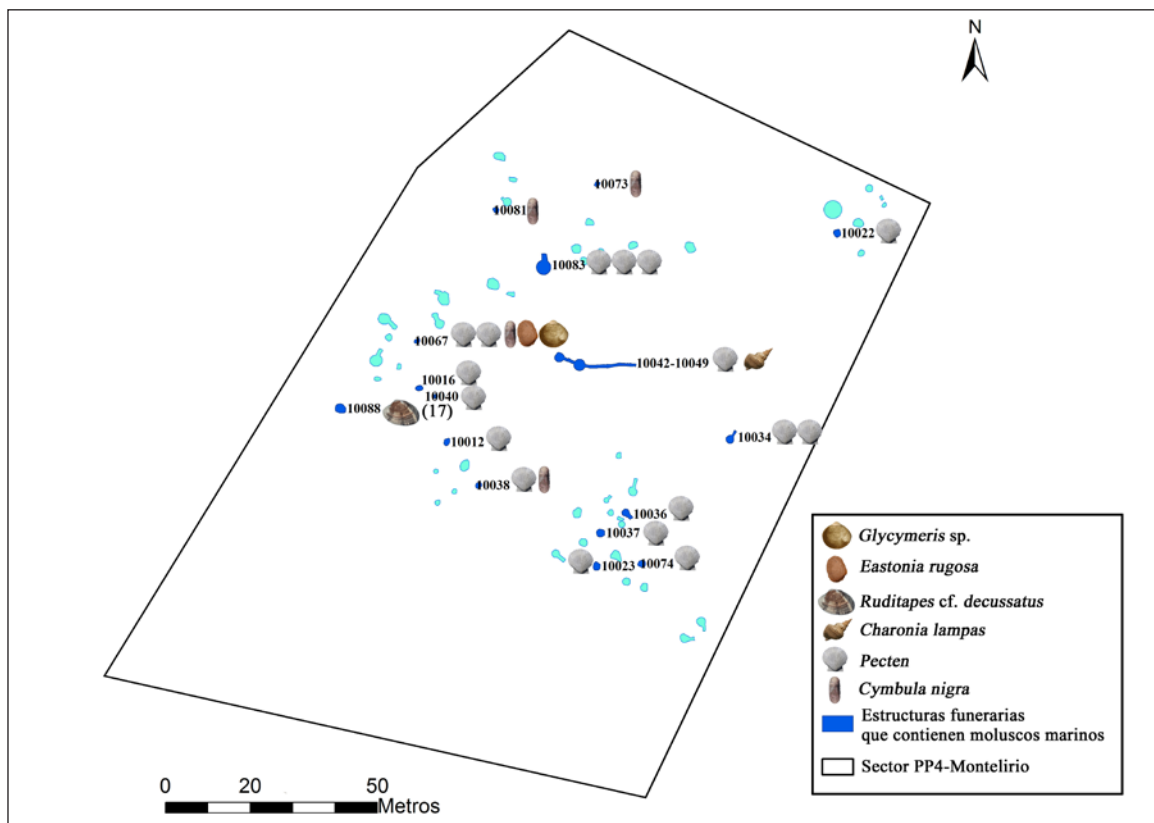 N
10073
10081
10022
10083
10067
10042-10049
10016
10040
10088
(17)
10012
10034
10038
10036
10037
10023
10074
Glycymeris sp.
Eastonia rugosa
Ruditapes cf. decussatus
Charonia lampas
Pecten
Cymbula nigra
Estructuras funerarias
que contienen moluscos marinos
Sector PP4-Montelirio
0 20 50
Metros